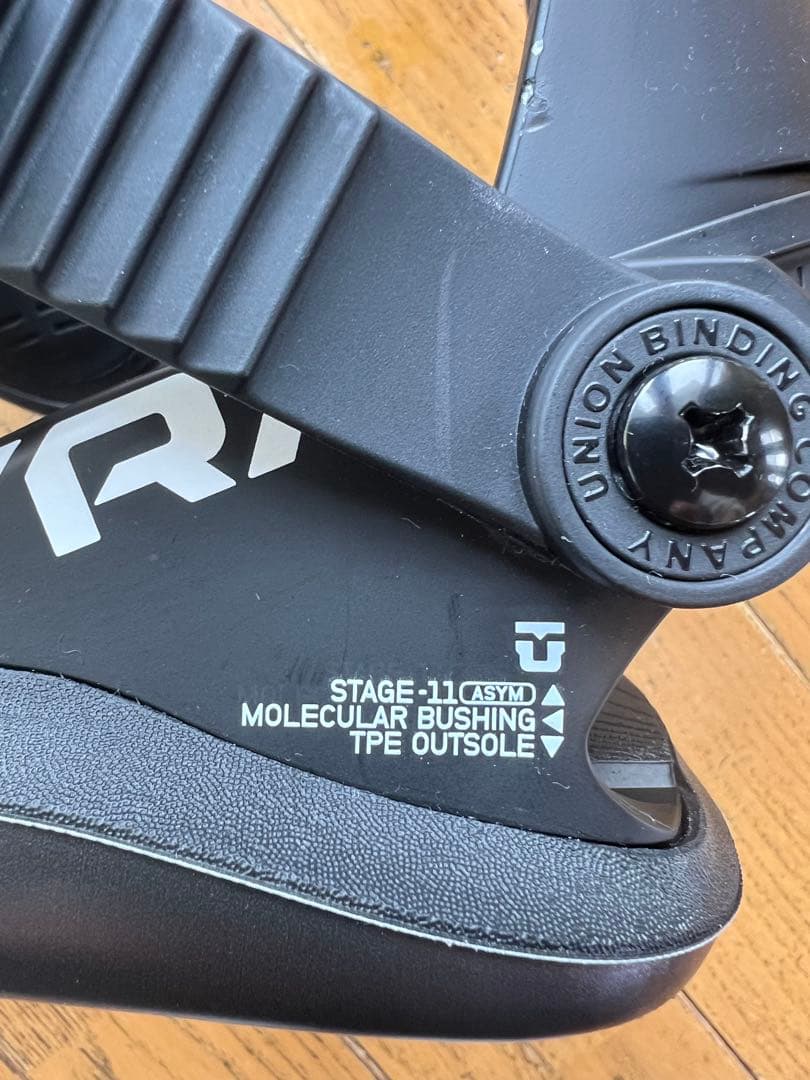 UNION BINDING COMPANY
STAGE-11 ASYM
MOLECULAR BUSHING
TPE OUTSOLE